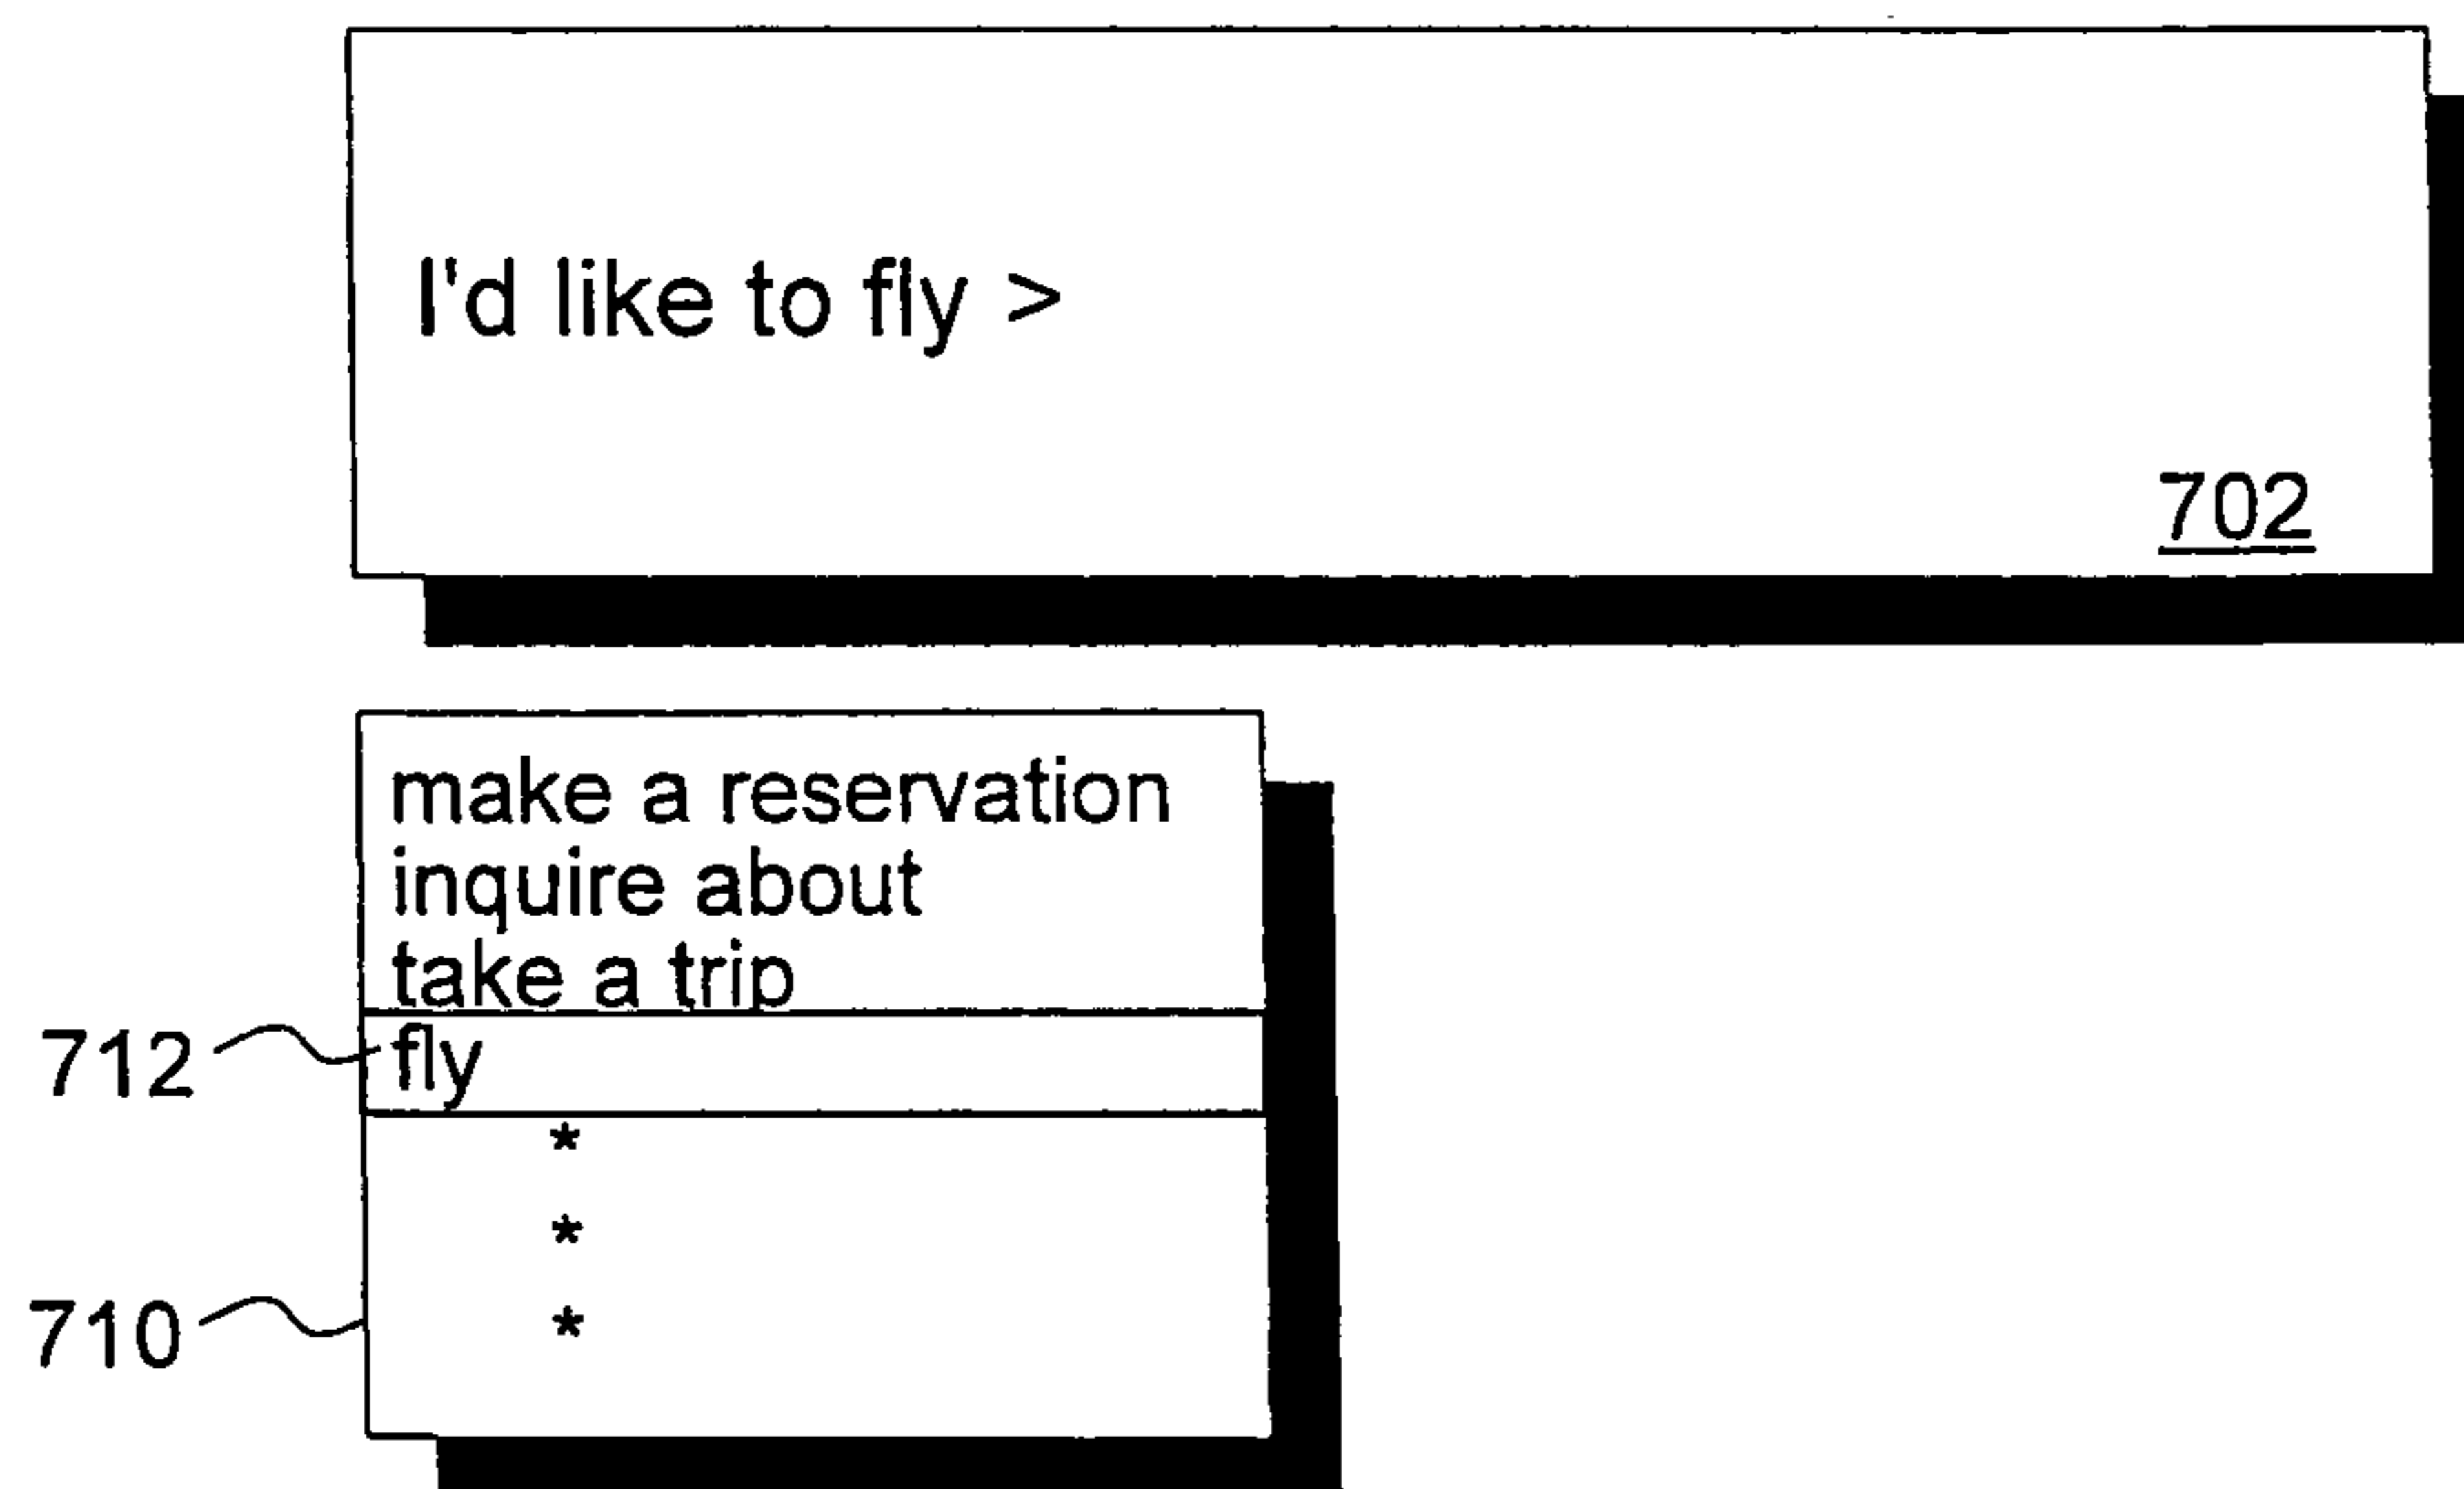 I'd like to fly >
702
make a reservation
inquire about
take a trip
712 fly
*
*
710 *